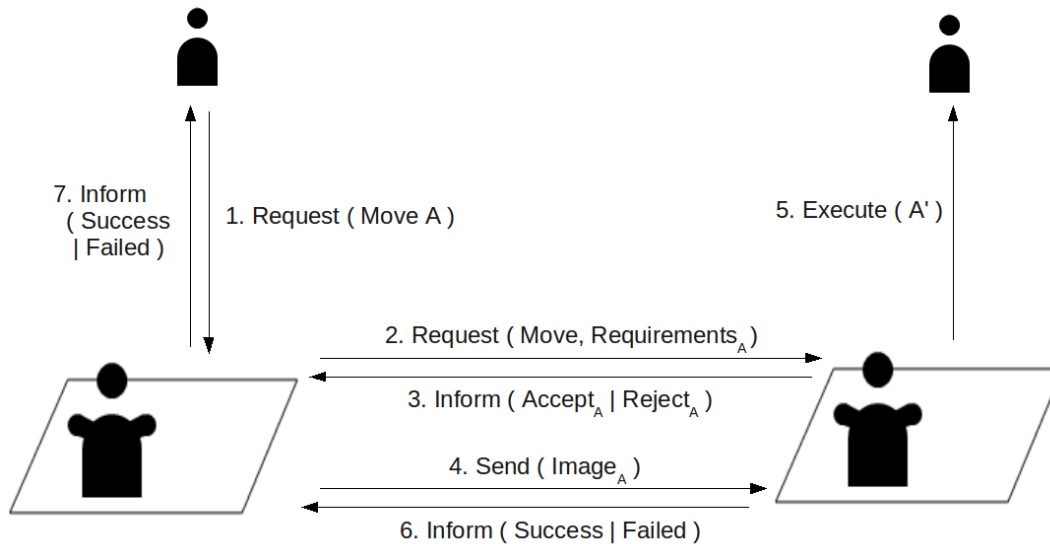 7. Inform
( Success
| Failed )
1. Request ( Move A )
5. Execute ( A' )
2. Request ( Move, Requirements_A )
3. Inform ( Accept_A | Reject_A )
4. Send ( Image_A )
6. Inform ( Success | Failed )